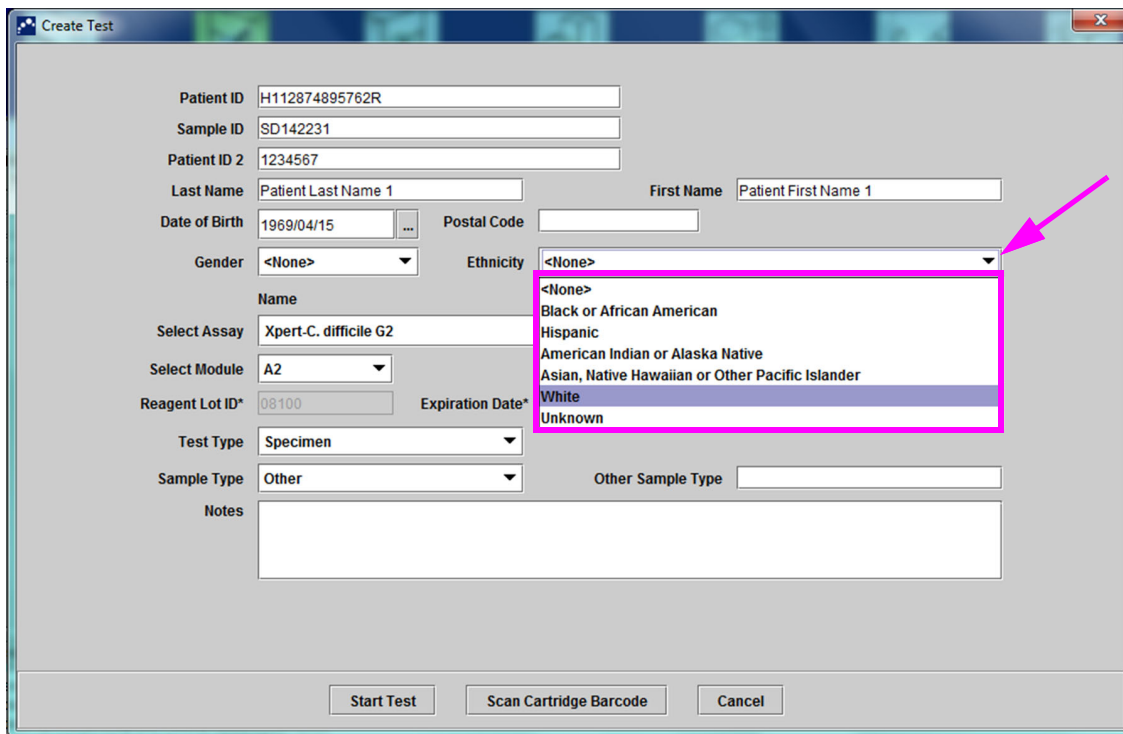 Create Test
Patient ID H112874895762R
Sample ID SD142231
Patient ID 2 1234567
Last Name Patient Last Name 1 First Name Patient First Name 1
Date of Birth 1969/04/15 ... Postal Code
Gender <None> Ethnicity <None>
<None>
Name
Black or African American
Hispanic
Select Assay Xpert-C. difficile G2
American Indian or Alaska Native
Select Module A2
Asian, Native Hawaiian or Other Pacific Islander
White
Reagent Lot ID* 08100 Expiration Date*
Unknown
Test Type Specimen
Sample Type Other Other Sample Type
Notes
Start Test Scan Cartridge Barcode Cancel